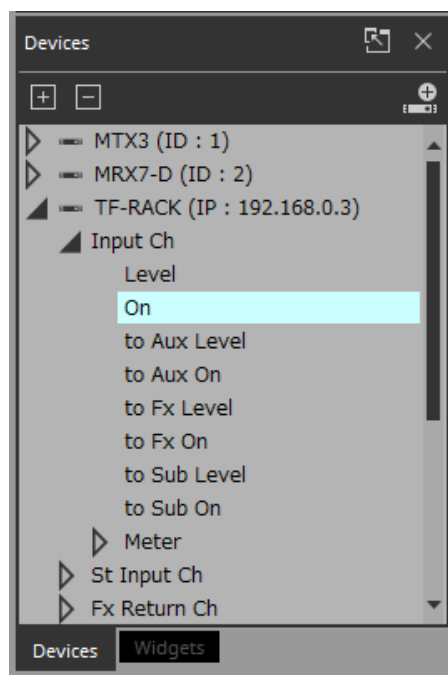 Devices
MTX3 (ID : 1)
MRX7-D (ID : 2)
TF-RACK (IP : 192.168.0.3)
Input Ch
Level
On
to Aux Level
to Aux On
to Fx Level
to Fx On
to Sub Level
to Sub On
Meter
St Input Ch
Fx Return Ch
Devices Widgets